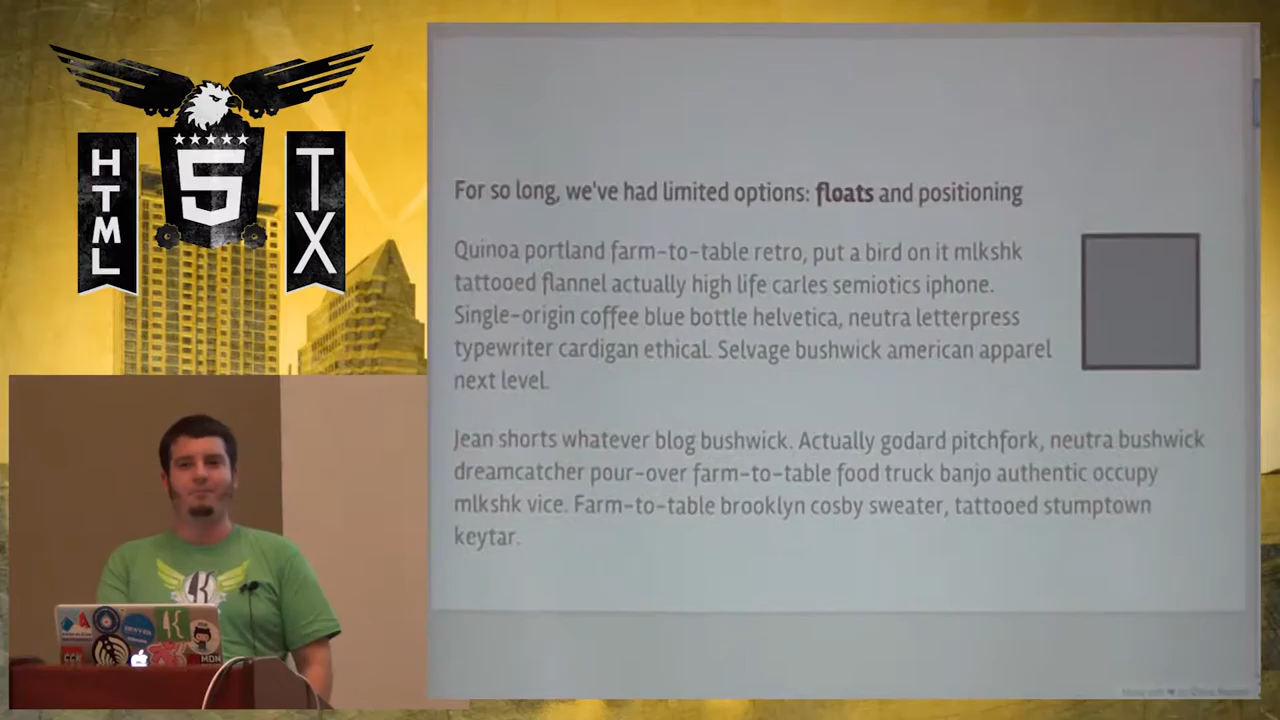 HTML
5
TX
For so long, we've had limited options: floats and positioning
Quinoa portland farm-to-table retro, put a bird on it mlkshk
tattooed flannel actually high life carles semiotics iphone.
Single-origin coffee blue bottle helvetica, neutra letterpress
typewriter cardigan ethical. Selvage bushwick american apparel
next level.
Jean shorts whatever blog bushwick. Actually godard pitchfork, neutra bushwick
dreamcatcher pour-over farm-to-table food truck banjo authentic occupy
mlkshk vice. Farm-to-table brooklyn cosby sweater, tattooed stumptown
keytar.
DENVER
MDN